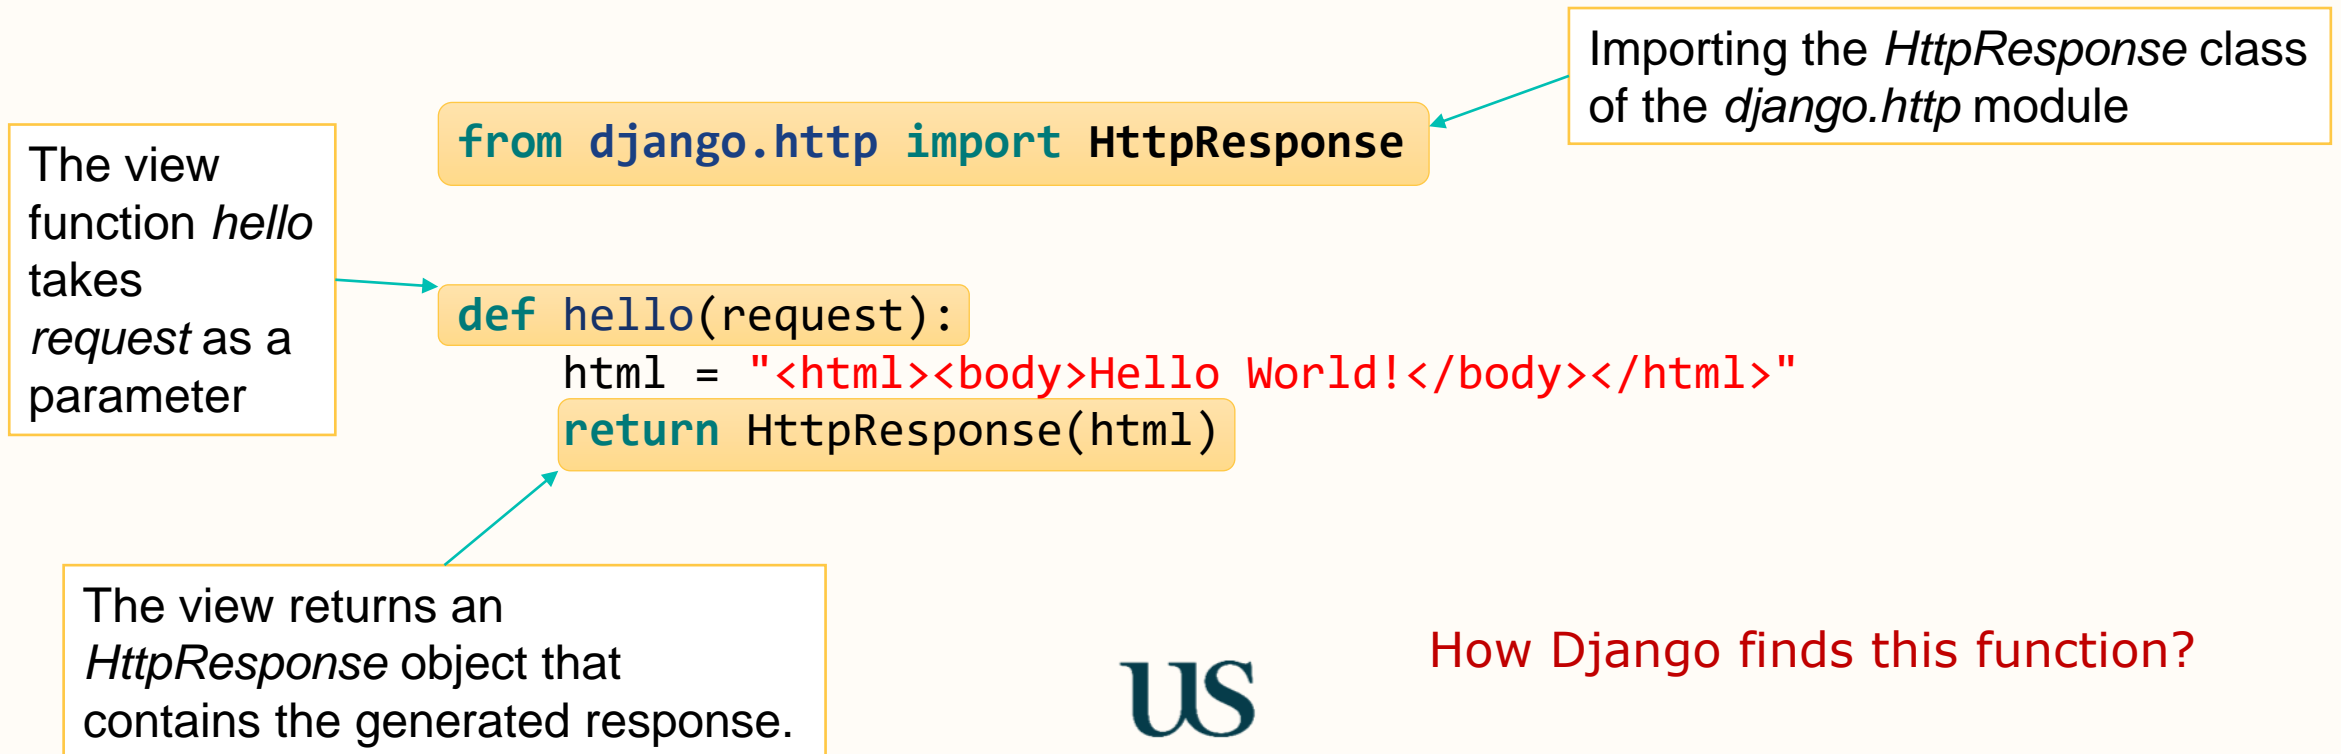 Importing the HttpResponse class
of the django.http module
from django.http import HttpResponse
The view
function hello
takes
request as a
parameter
def hello(request):
    html = "<html><body>Hello World!</body></html>"
    return HttpResponse(html)
The view returns an
HttpResponse object that
contains the generated response.
How Django finds this function?
US